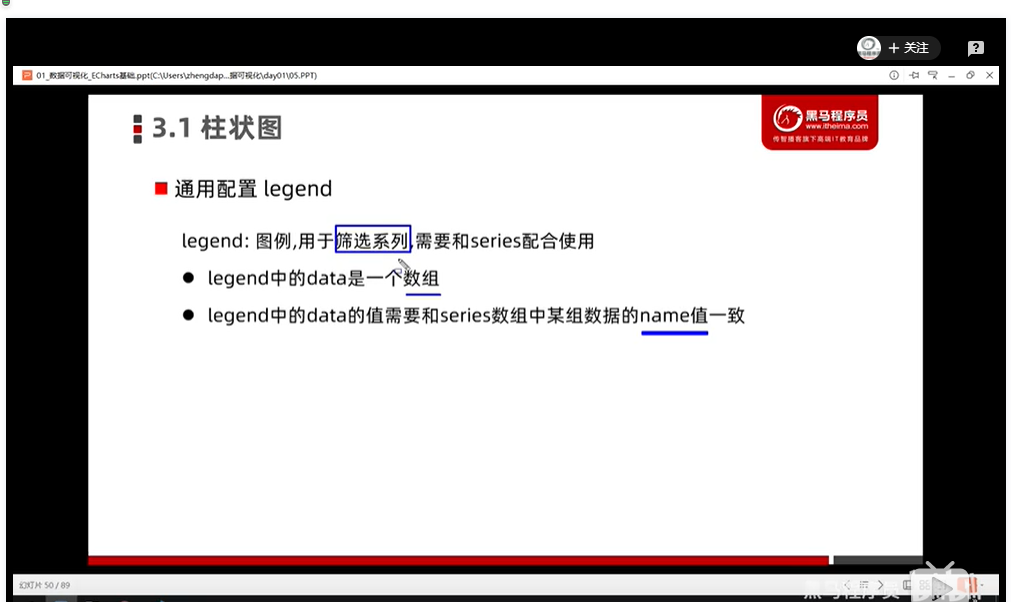 + 关注
01_数据可视化_ECharts基础.ppt(C:\Users\zhengdap...据可视化\day01\05.PPT)
3.1 柱状图
黑马程序员
www.itheima.com
传智播客旗下高端IT教育品牌
通用配置 legend
legend: 图例,用于筛选系列,需要和series配合使用
● legend中的data是一个数组
● legend中的data的值需要和series数组中某组数据的name值一致
幻灯片 50 / 89
黑马程序员